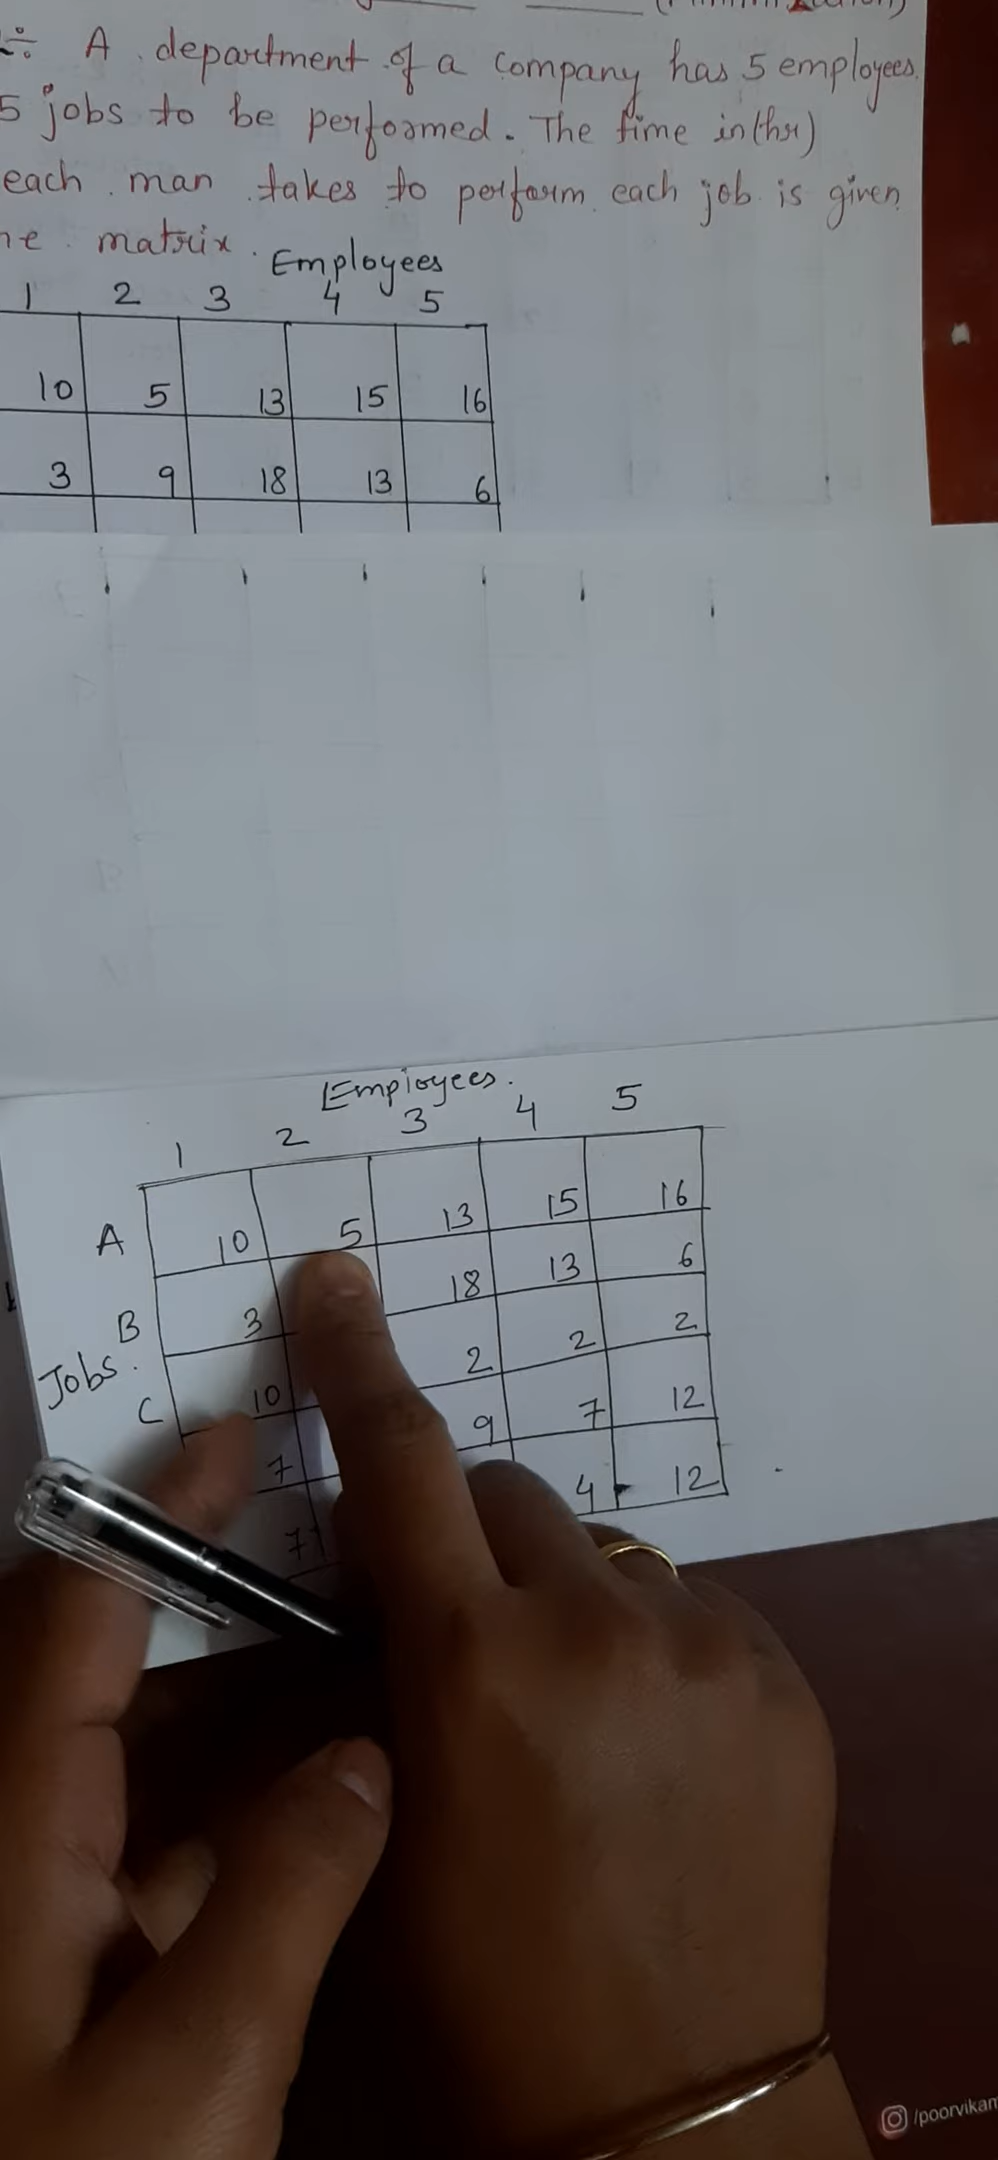 ÷ A department of a company has 5 employees.
5 jobs to be performed. The time in (hr)
each man takes to perform each job is given
matrix.
Employees
1 2 3 4 5
10 5 13 15 16
3 9 18 13 6
Employees.
1 2 3 4 5
A 10 5 13 15 16
B 3 18 13 6
Jobs.
C 10 2 2 2
7 9 7 12
7 4 12
/poorvikam